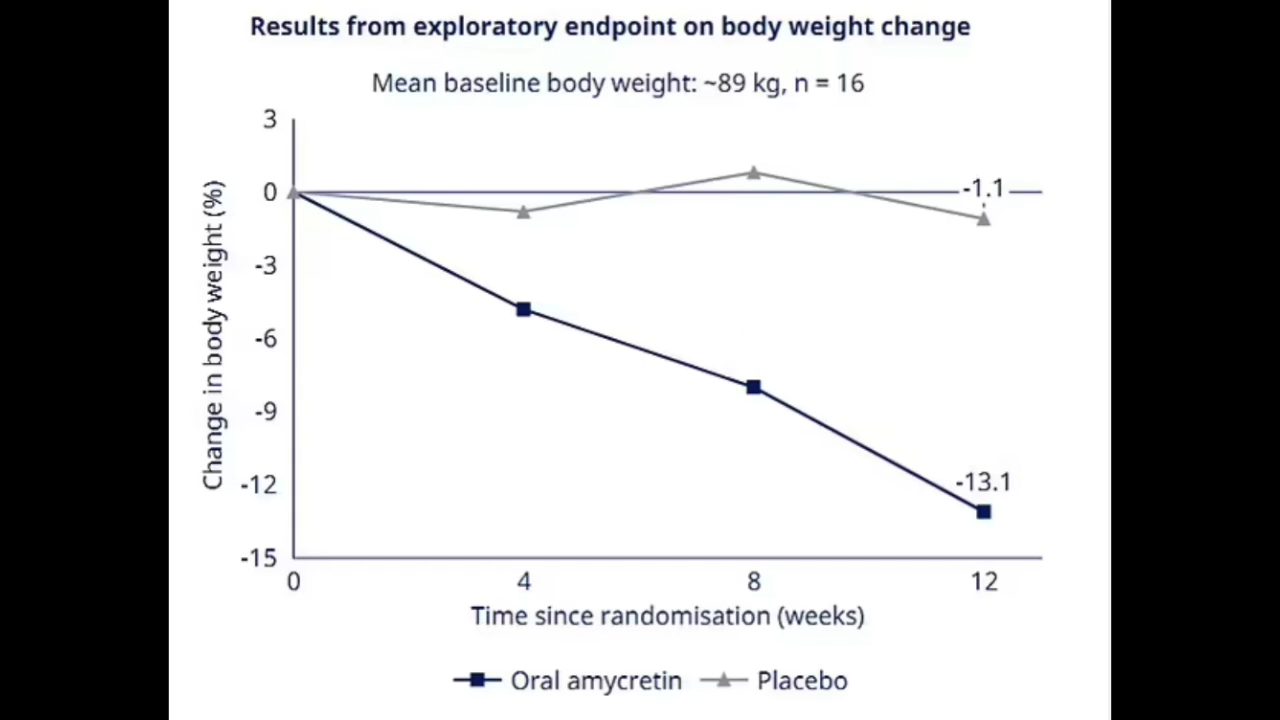 Results from exploratory endpoint on body weight change
Mean baseline body weight: ~89 kg, n = 16
Change in body weight (%)
3
0
-3
-6
-9
-12
-15
-1.1
-13.1
0 4 8 12
Time since randomisation (weeks)
Oral amycretin Placebo